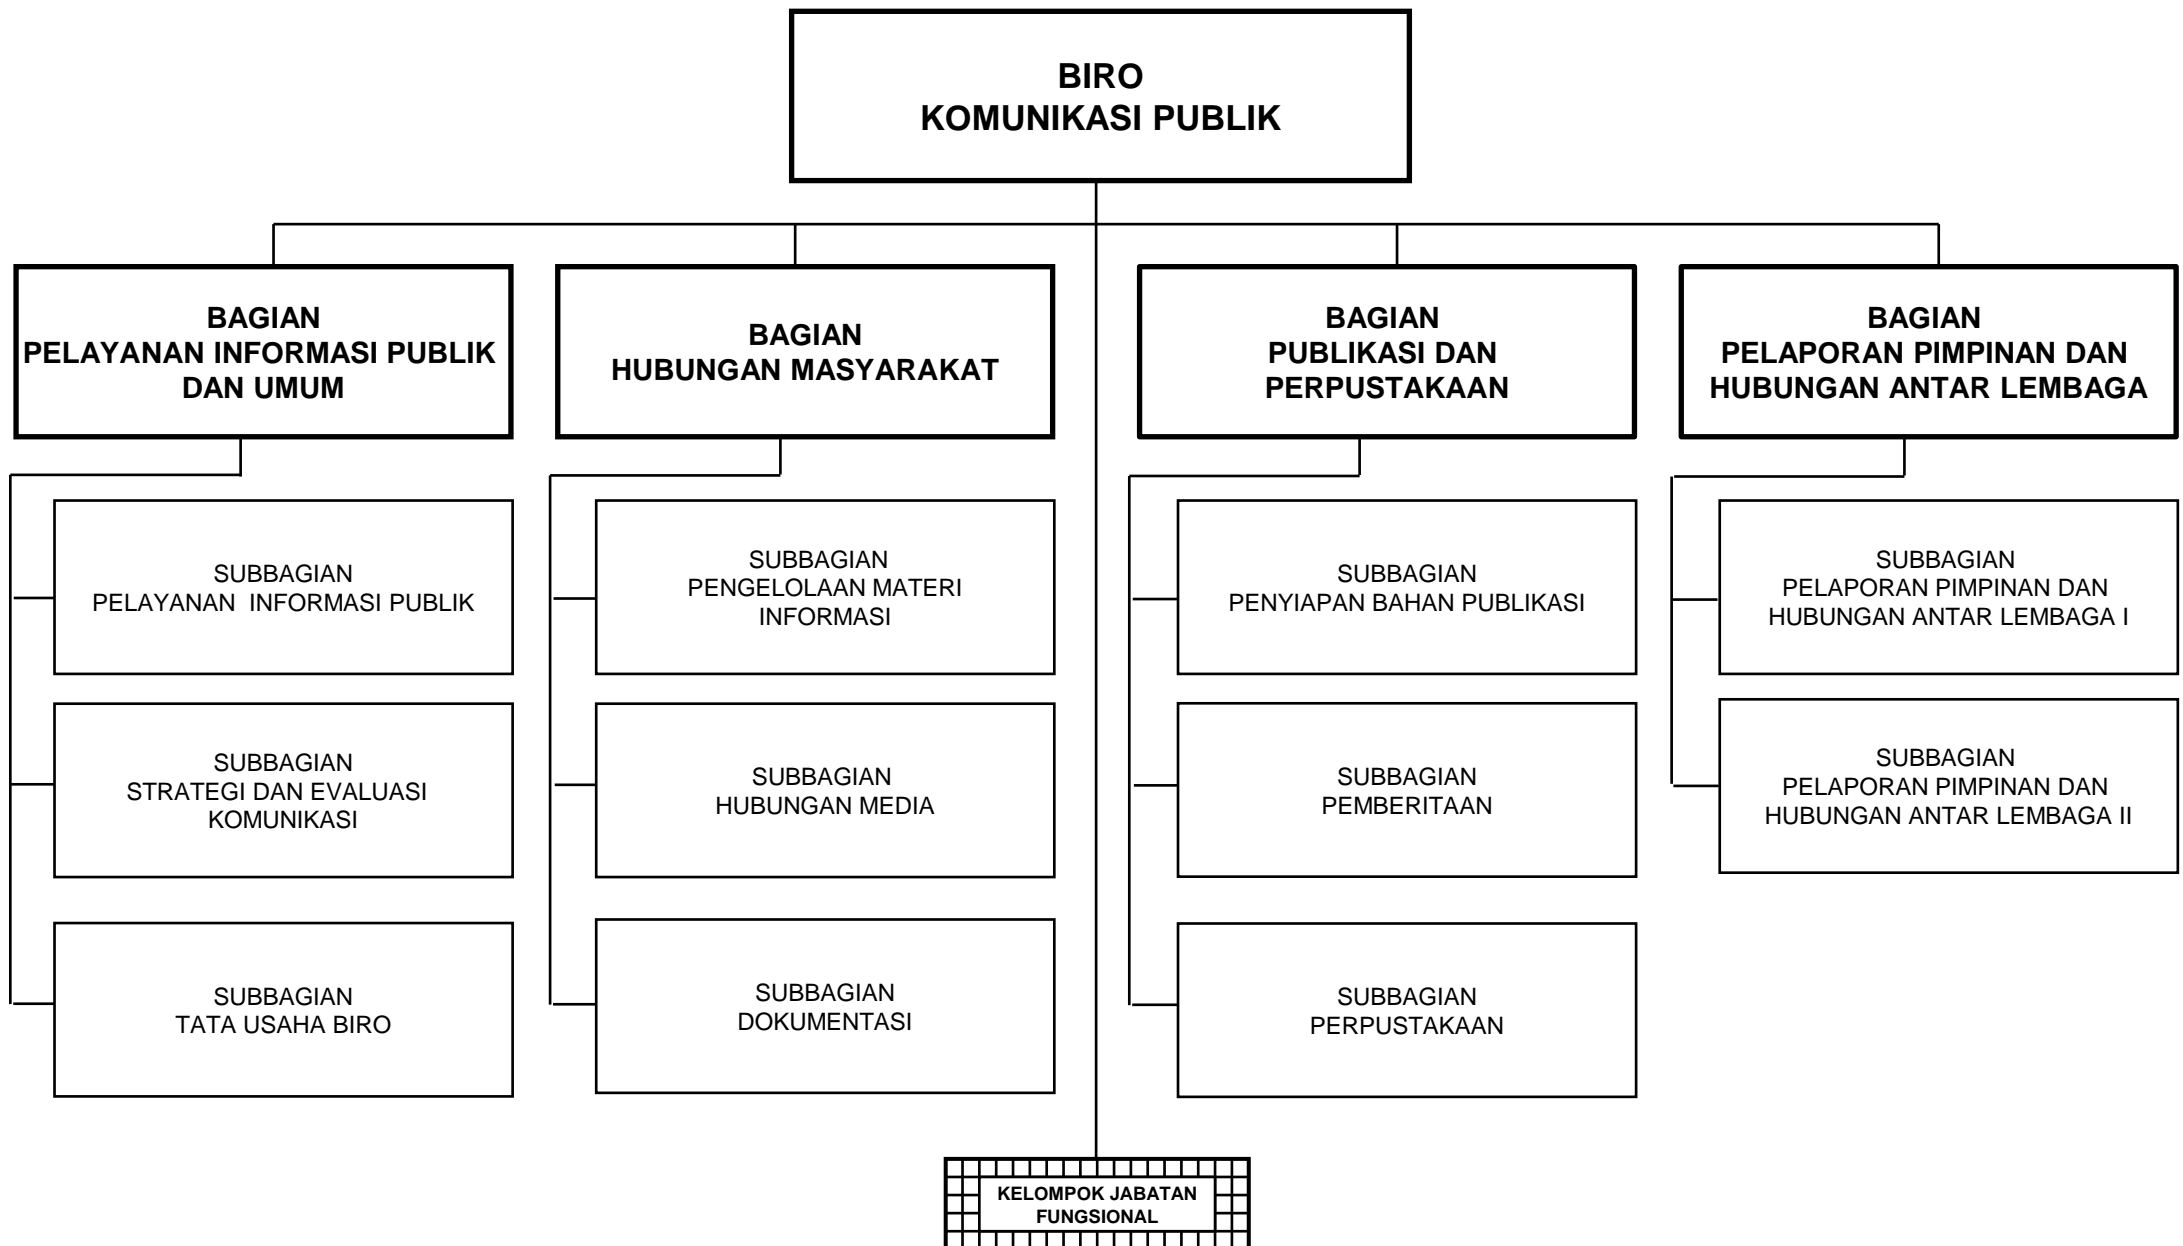 BIRO
KOMUNIKASI PUBLIK
BAGIAN
PELAYANAN INFORMASI PUBLIK
DAN UMUM
BAGIAN
HUBUNGAN MASYARAKAT
BAGIAN
PUBLIKASI DAN
PERPUSTAKAAN
BAGIAN
PELAPORAN PIMPINAN DAN
HUBUNGAN ANTAR LEMBAGA
SUBBAGIAN
PELAYANAN INFORMASI PUBLIK
SUBBAGIAN
PENGELOLAAN MATERI
INFORMASI
SUBBAGIAN
PENYIAPAN BAHAN PUBLIKASI
SUBBAGIAN
PELAPORAN PIMPINAN DAN
HUBUNGAN ANTAR LEMBAGA I
SUBBAGIAN
STRATEGI DAN EVALUASI
KOMUNIKASI
SUBBAGIAN
HUBUNGAN MEDIA
SUBBAGIAN
PEMBERITAAN
SUBBAGIAN
PELAPORAN PIMPINAN DAN
HUBUNGAN ANTAR LEMBAGA II
SUBBAGIAN
TATA USAHA BIRO
SUBBAGIAN
DOKUMENTASI
SUBBAGIAN
PERPUSTAKAAN
KELOMPOK JABATAN
FUNGSIONAL